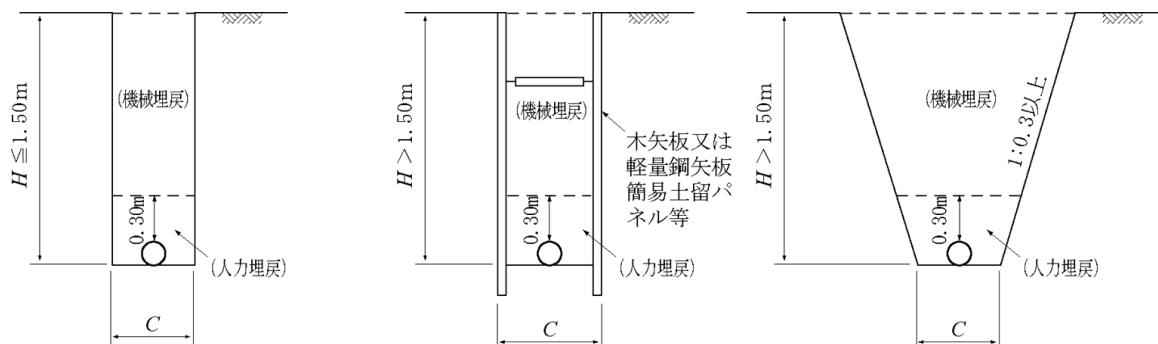 H≦1.50m
(機械埋戻)
0.30m
(人力埋戻)
C
H>1.50m
(機械埋戻)
木矢板又は
軽量鋼矢板
簡易土留パ
ネル等
0.30m
(人力埋戻)
C
H>1.50m
(機械埋戻)
1:0.3以上
0.30m
(人力埋戻)
C